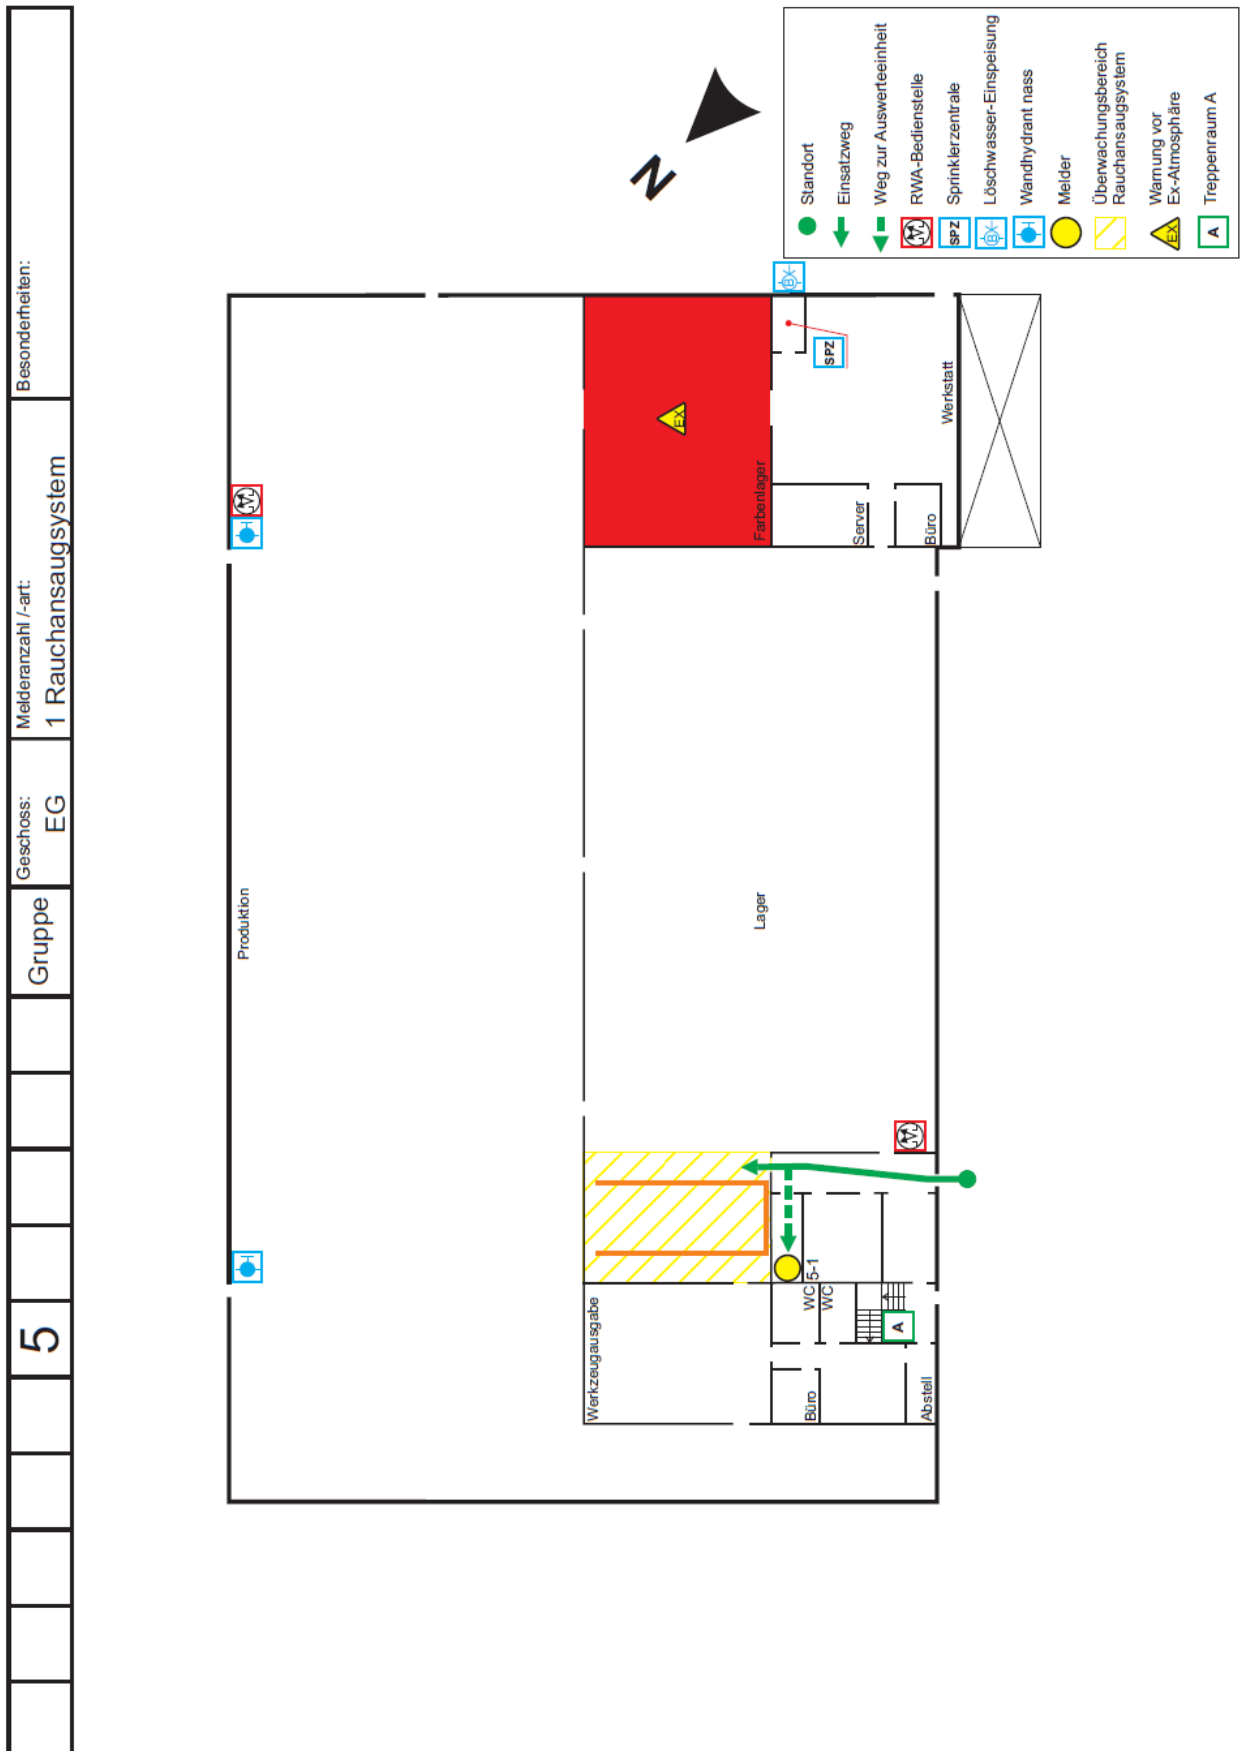 5
Gruppe
Geschoss:
EG
Melderanzahl /-art:
1 Rauchansaugsystem
Besonderheiten:
Produktion
Werkzeugausgabe
Lager
Farbenlager
EX
Büro
WC
WC
5-1
A
Abstell
Server
Büro
Werkstatt
SPZ
B
N
Standort
Einsatzweg
Weg zur Auswerteeinheit
RWA-Bedienstelle
SPZ Sprinklerzentrale
B Löschwasser-Einspeisung
Wandhydrant nass
Melder
Überwachungsbereich
Rauchansaugsystem
EX Warnung vor
Ex-Atmosphäre
A Treppenraum A